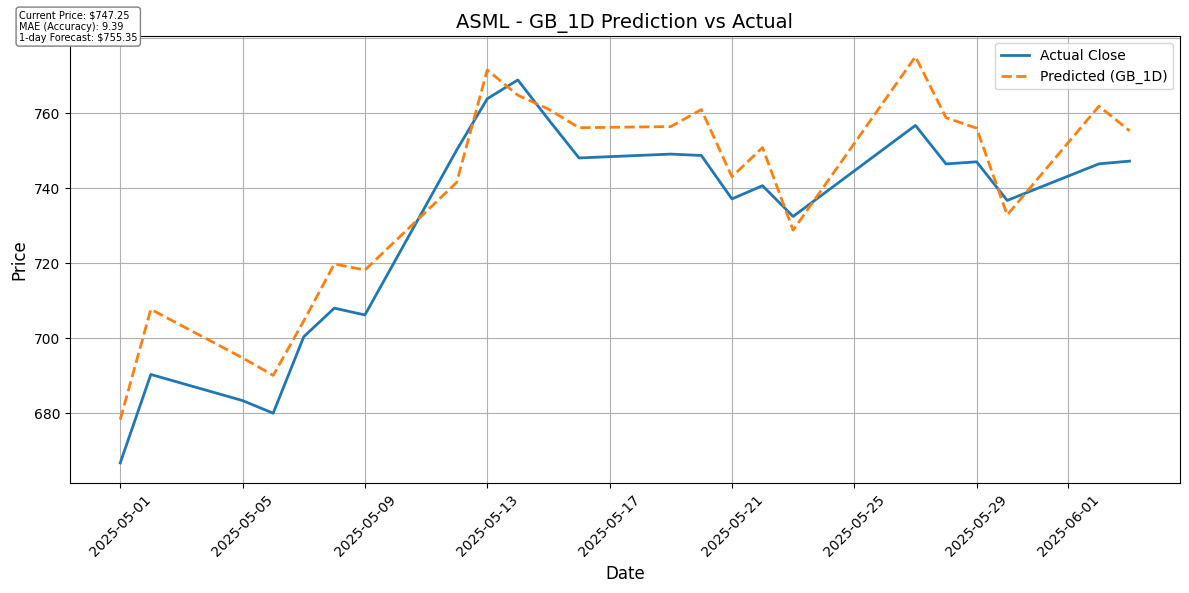 Current Price: $747.25
MAE (Accuracy): 9.39
1-day Forecast: $755.35
ASML - GB_1D Prediction vs Actual
Actual Close
Predicted (GB_1D)
Price
760
740
720
700
680
2025-05-01
2025-05-05
2025-05-09
2025-05-13
2025-05-17
2025-05-21
2025-05-25
2025-05-29
2025-06-01
Date